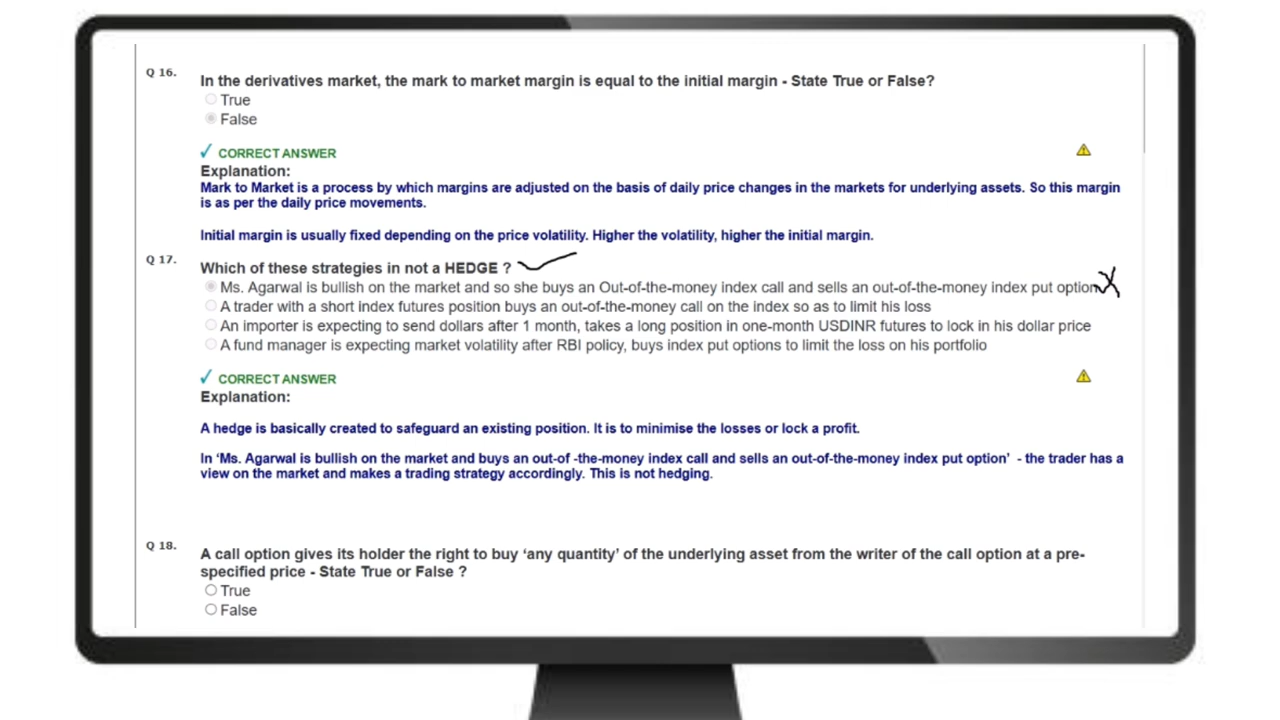 Q 16.
In the derivatives market, the mark to market margin is equal to the initial margin - State True or False?
True
False
✓ CORRECT ANSWER
Explanation:
Mark to Market is a process by which margins are adjusted on the basis of daily price changes in the markets for underlying assets. So this margin
is as per the daily price movements.
Initial margin is usually fixed depending on the price volatility. Higher the volatility, higher the initial margin.
Q 17.
Which of these strategies in not a HEDGE ?
Ms. Agarwal is bullish on the market and so she buys an Out-of-the-money index call and sells an out-of-the-money index put option
A trader with a short index futures position buys an out-of-the-money call on the index so as to limit his loss
An importer is expecting to send dollars after 1 month, takes a long position in one-month USDINR futures to lock in his dollar price
A fund manager is expecting market volatility after RBI policy, buys index put options to limit the loss on his portfolio
✓ CORRECT ANSWER
Explanation:
A hedge is basically created to safeguard an existing position. It is to minimise the losses or lock a profit.
In ‘Ms. Agarwal is bullish on the market and buys an out-of -the-money index call and sells an out-of-the-money index put option’ - the trader has a
view on the market and makes a trading strategy accordingly. This is not hedging.
Q 18.
A call option gives its holder the right to buy ‘any quantity’ of the underlying asset from the writer of the call option at a pre-
specified price - State True or False ?
True
False